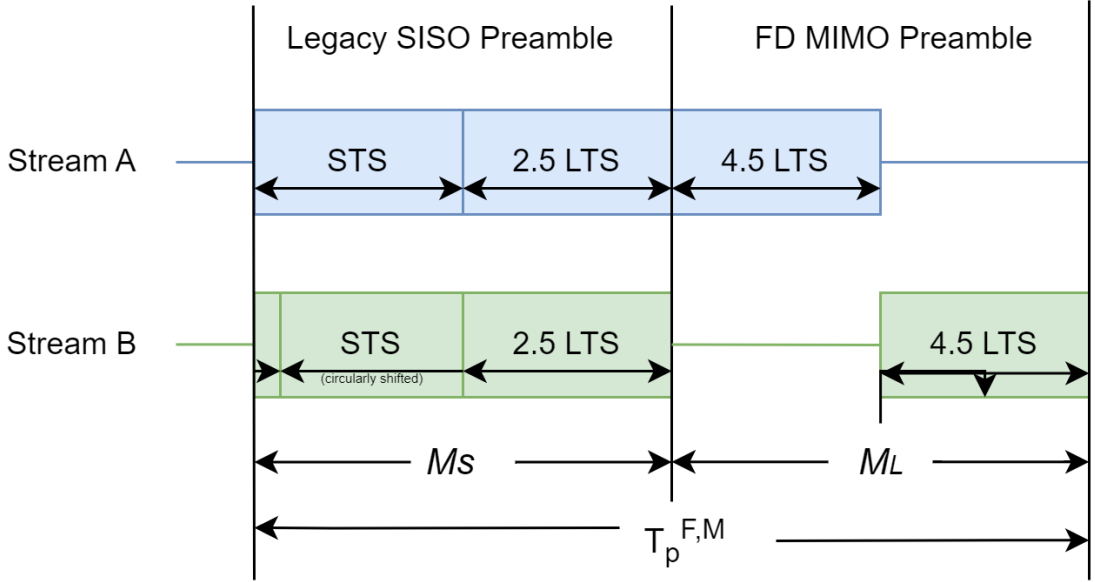 Legacy SISO Preamble FD MIMO Preamble
Stream A STS 2.5 LTS 4.5 LTS
Stream B STS 2.5 LTS 4.5 LTS
(circularly shifted)
Ms ML
Tp F,M